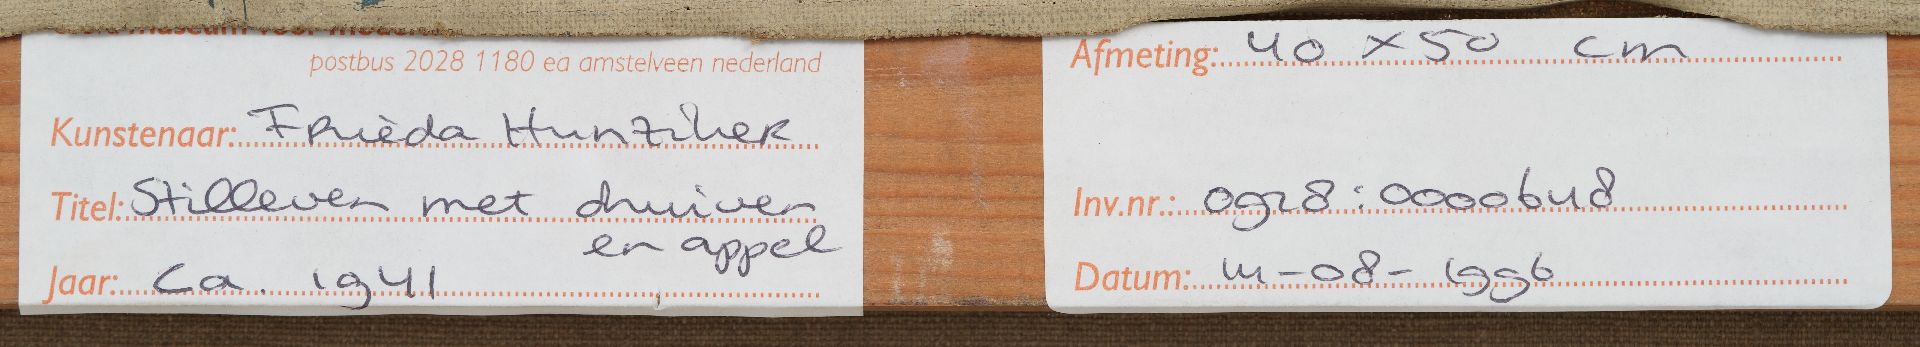 postbus 2028 1180 ea amstelveen nederland
Kunstenaar: Frieda Hunziker
Titel: Stilleven met druiven
en appel
Jaar: ca. 1941
Afmeting: 40 x 50 cm
Inv.nr.: 0928:0000648
Datum: 14-08-1996